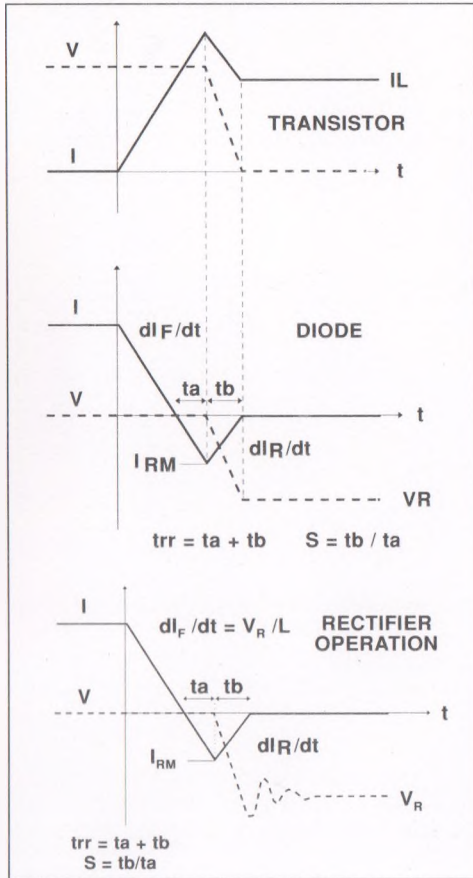 V
IL
TRANSISTOR
I
t
I
dIF/dt
DIODE
ta tb
V
t
IRM
dIR/dt
VR
trr = ta + tb S = tb / ta
I
dIF/dt = VR/L
RECTIFIER
OPERATION
ta tb
V
t
IRM
dIR/dt
VR
trr = ta + tb
S = tb/ta